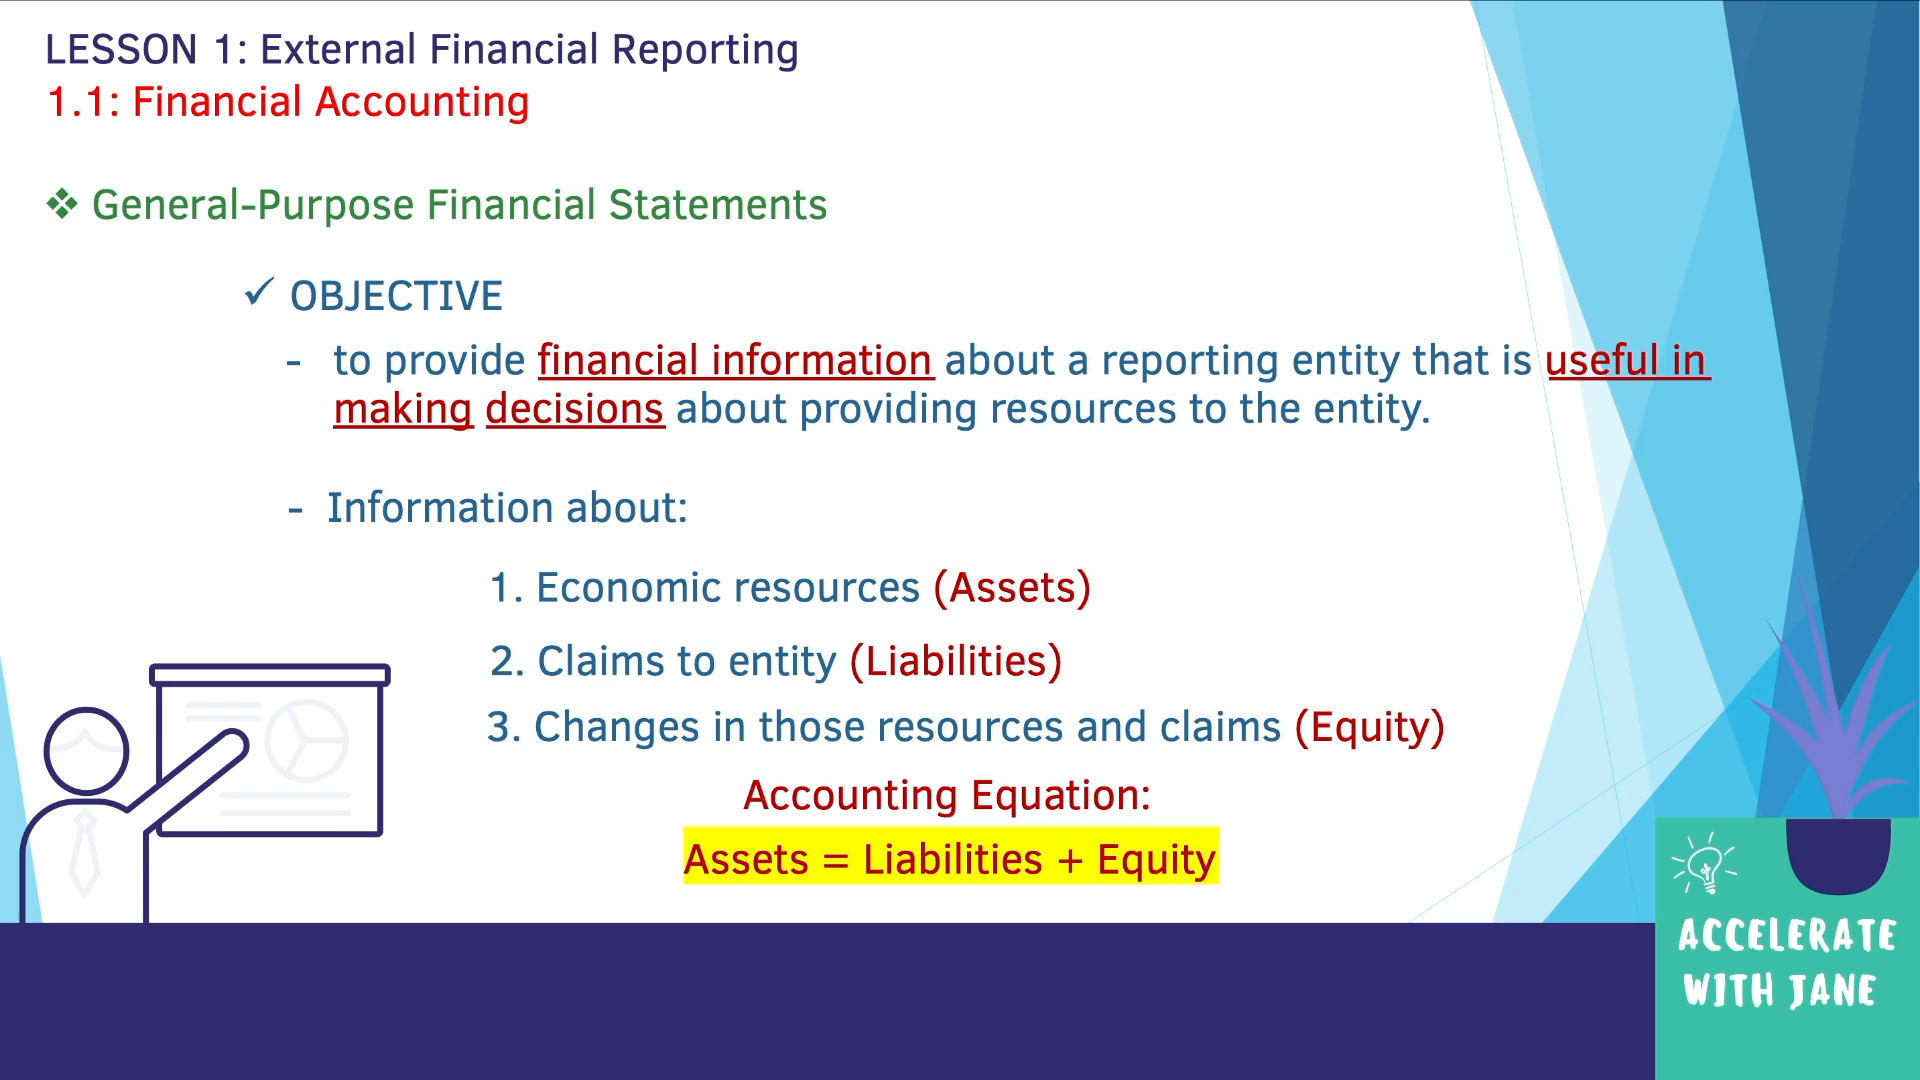 LESSON 1: External Financial Reporting
1.1: Financial Accounting
❖ General-Purpose Financial Statements
✓ OBJECTIVE
- to provide financial information about a reporting entity that is useful in
making decisions about providing resources to the entity.
- Information about:
1. Economic resources (Assets)
2. Claims to entity (Liabilities)
3. Changes in those resources and claims (Equity)
Accounting Equation:
Assets = Liabilities + Equity
ACCELERATE
WITH JANE